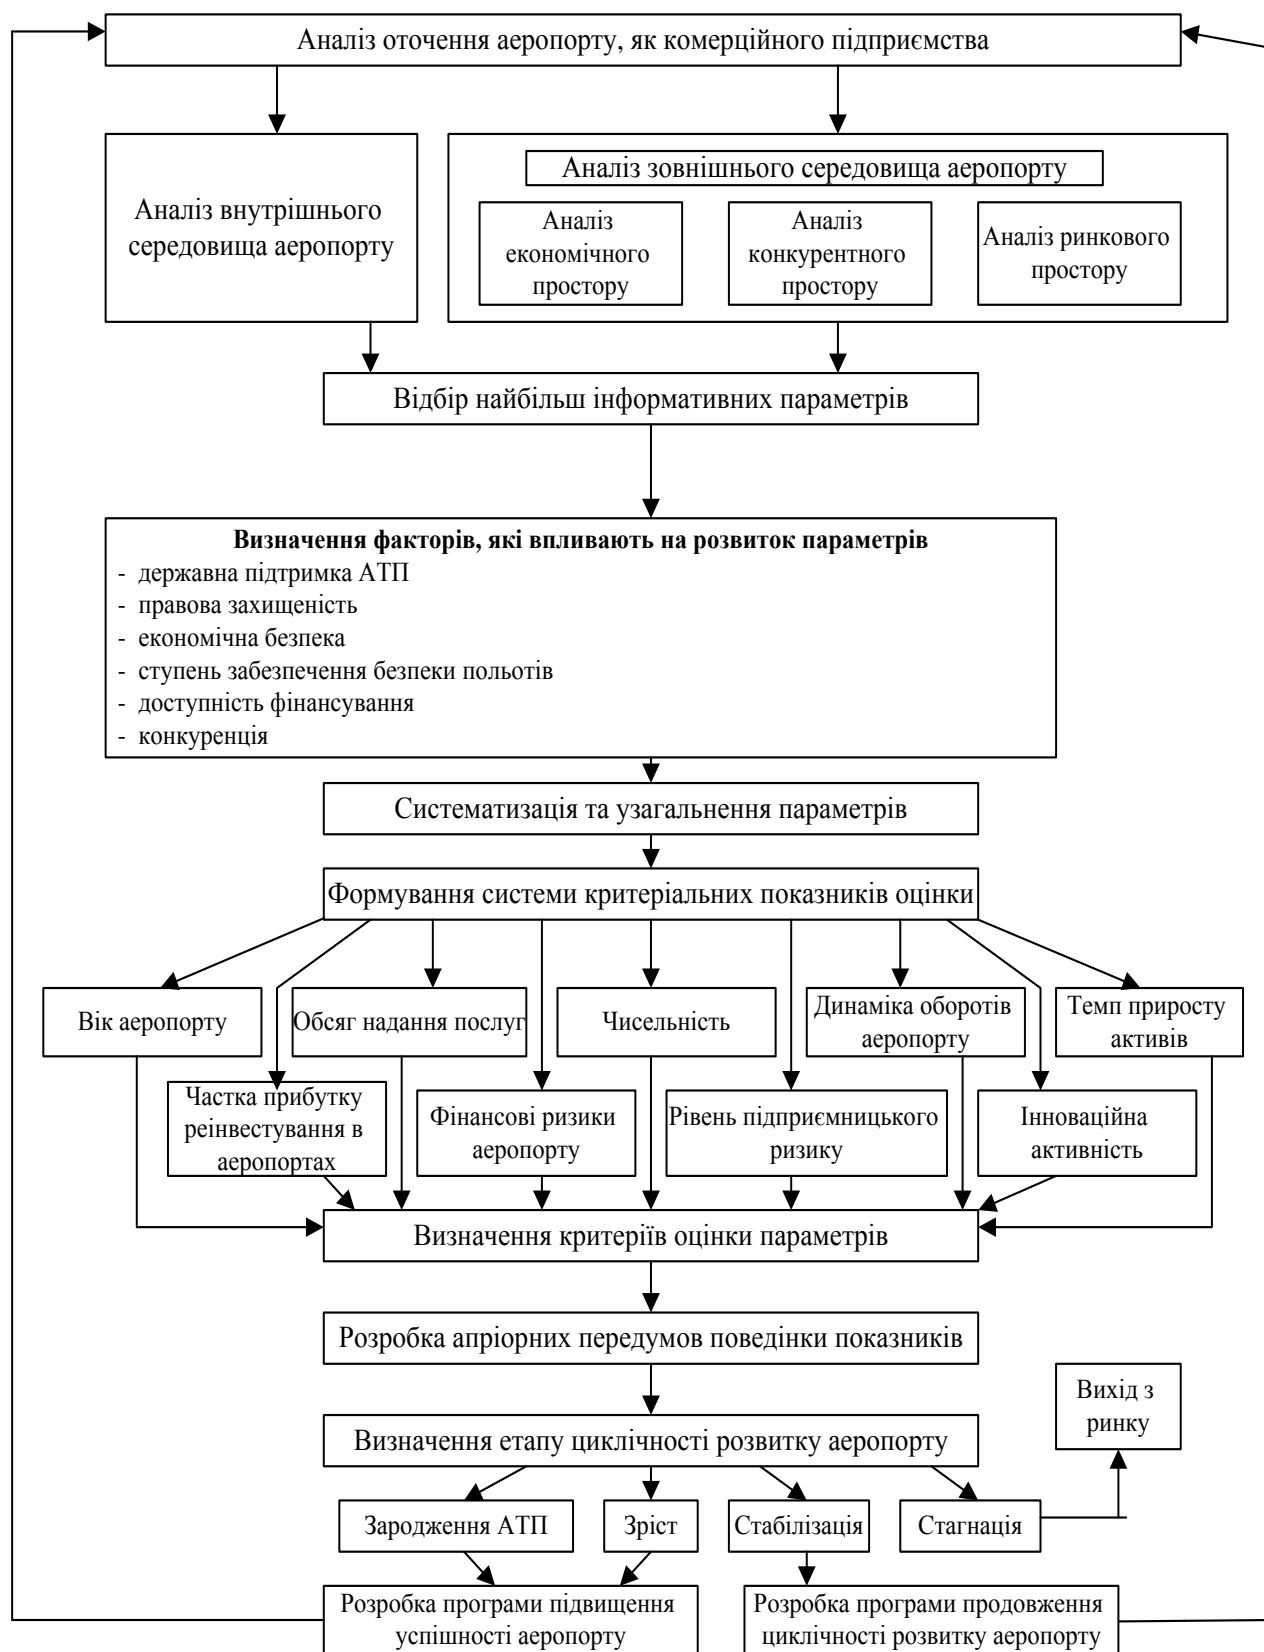 Аналіз оточення аеропорту, як комерційного підприємства
Аналіз внутрішнього
середовища аеропорту
Аналіз зовнішнього середовища аеропорту
Аналіз
економічного
простору
Аналіз
конкурентного
простору
Аналіз ринкового
простору
Відбір найбільш інформативних параметрів
Визначення факторів, які впливають на розвиток параметрів
- державна підтримка АТП
- правова захищеність
- економічна безпека
- ступень забезпечення безпеки польотів
- доступність фінансування
- конкуренція
Систематизація та узагальнення параметрів
Формування системи критеріальних показників оцінки
Вік аеропорту
Обсяг надання послуг
Чисельність
Динаміка оборотів
аеропорту
Темп приросту
активів
Частка прибутку
реінвестування в
аеропортах
Фінансові ризики
аеропорту
Рівень підприємницького
ризику
Інноваційна
активність
Визначення критеріїв оцінки параметрів
Розробка апріорних передумов поведінки показників
Вихід з
ринку
Визначення етапу циклічності розвитку аеропорту
Зародження АТП
Зріст
Стабілізація
Стагнація
Розробка програми підвищення
успішності аеропорту
Розробка програми продовження
циклічності розвитку аеропорту